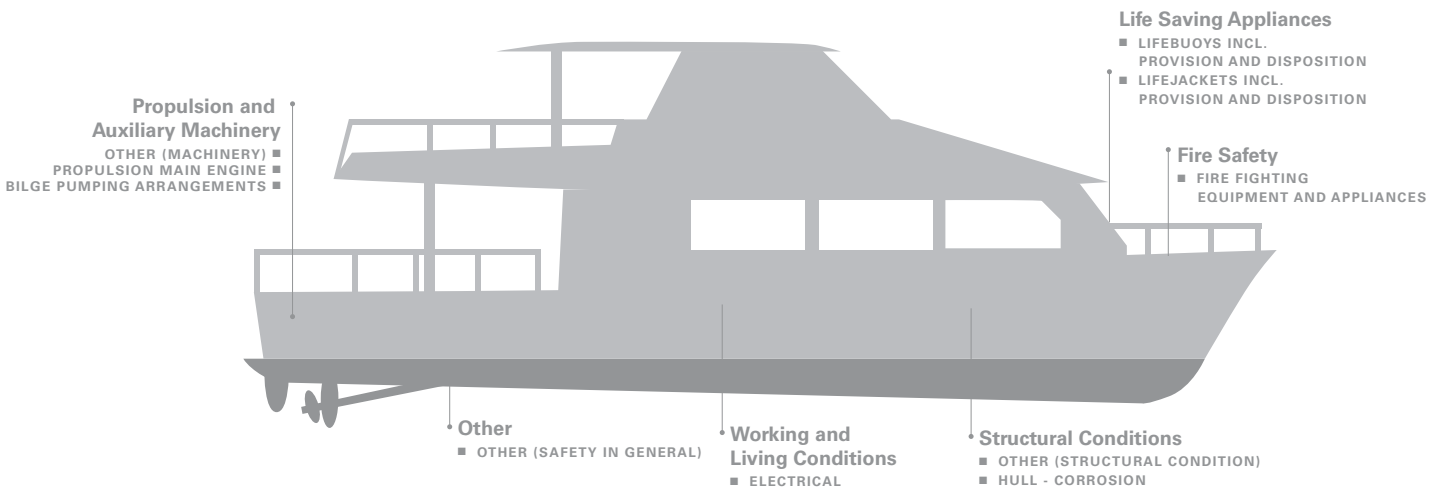 Life Saving Appliances
■ LIFEBUOYS INCL.
PROVISION AND DISPOSITION
■ LIFEJACKETS INCL.
PROVISION AND DISPOSITION
Propulsion and
Auxiliary Machinery
OTHER (MACHINERY) ■
PROPULSION MAIN ENGINE ■
BILGE PUMPING ARRANGEMENTS ■
Fire Safety
■ FIRE FIGHTING
EQUIPMENT AND APPLIANCES
Other
■ OTHER (SAFETY IN GENERAL)
Working and
Living Conditions
■ ELECTRICAL
Structural Conditions
■ OTHER (STRUCTURAL CONDITION)
■ HULL - CORROSION